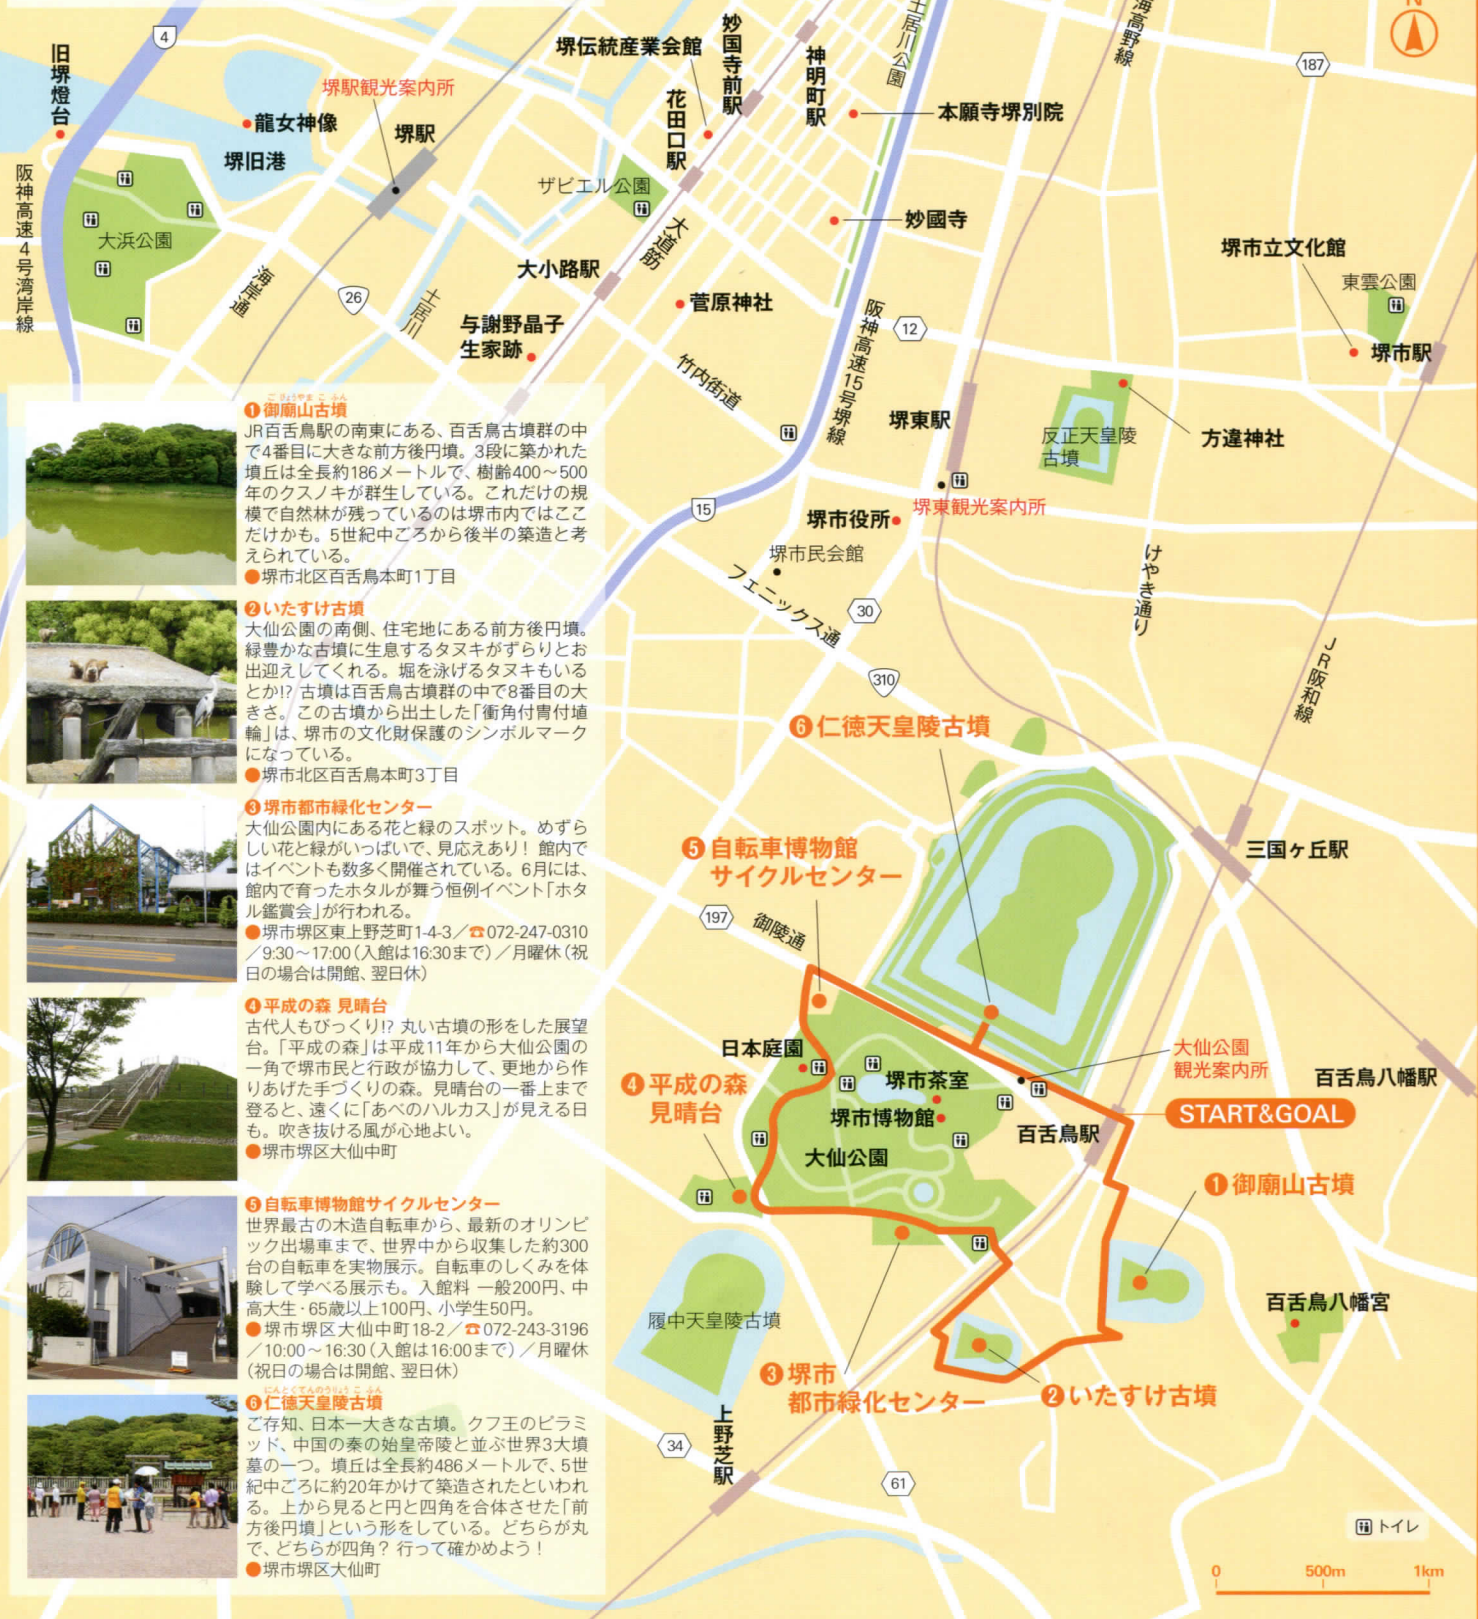 4
旧堺燈台
龍女神像
堺旧港
堺駅観光案内所
堺駅
堺伝統産業会館
妙国寺前駅
花田口駅
神明町駅
土居川公園
本願寺堺別院
海高野線
187
N
阪神高速4号湾岸線
大浜公園
海岸通
26
土居川
ザビエル公園
大道筋
大小路駅
菅原神社
与謝野晶子
生家跡
妙國寺
竹内街道
阪神高速15号堺線
12
堺市立文化館
東雲公園
堺市駅
堺東駅
反正天皇陵
古墳
方違神社
堺東観光案内所
堺市役所
堺市民会館
15
フェニックス通
30
310
けやき通り
JR阪和線
❻仁徳天皇陵古墳
❺自転車博物館
サイクルセンター
三国ヶ丘駅
197
御陵通
日本庭園
❹平成の森
見晴台
堺市茶室
堺市博物館
大仙公園
大仙公園
観光案内所
百舌鳥八幡駅
START&GOAL
百舌鳥駅
❶御廟山古墳
百舌鳥八幡宮
履中天皇陵古墳
❸堺市
都市緑化センター
❷いたすけ古墳
上野芝駅
34
61
トイレ
0 500m 1km
ごびょうやまこふん
❶御廟山古墳
JR百舌鳥駅の南東にある、百舌鳥古墳群の中
で4番目に大きな前方後円墳。3段に築かれた
墳丘は全長約186メートルで、樹齢400〜500
年のクスノキが群生している。これだけの規
模で自然林が残っているのは堺市内ではここ
だけかも。5世紀中ごろから後半の築造と考
えられている。
●堺市北区百舌鳥本町1丁目
❷いたすけ古墳
大仙公園の南側、住宅地にある前方後円墳。
緑豊かな古墳に生息するタヌキがずらりとお
出迎えしてくれる。堀を泳げるタヌキもいる
とか!? 古墳は百舌鳥古墳群の中で8番目の大
きさ。この古墳から出土した「衝角付冑付埴
輪」は、堺市の文化財保護のシンボルマーク
になっている。
●堺市北区百舌鳥本町3丁目
❸堺市都市緑化センター
大仙公園内にある花と緑のスポット。めずら
しい花と緑がいっぱいで、見応えあり！ 館内で
はイベントも数多く開催されている。6月には、
館内で育ったホタルが舞う恒例イベント「ホタ
ル鑑賞会」が行われる。
●堺市堺区東上野芝町1-4-3／☎072-247-0310
／9:30〜17:00（入館は16:30まで）／月曜休（祝
日の場合は開館、翌日休）
❹平成の森 見晴台
古代人もびっくり!? 丸い古墳の形をした展望
台。「平成の森」は平成11年から大仙公園の
一角で堺市民と行政が協力して、更地から作
りあげた手づくりの森。見晴台の一番上まで
登ると、遠くに「あべのハルカス」が見える日
も。吹き抜ける風が心地よい。
●堺市堺区大仙中町
❺自転車博物館サイクルセンター
世界最古の木造自転車から、最新のオリンピ
ック出場車まで、世界中から収集した約300
台の自転車を実物展示。自転車のしくみを体
験して学べる展示も。入館料 一般200円、中
高大生・65歳以上100円、小学生50円。
●堺市堺区大仙中町18-2／☎072-243-3196
／10:00〜16:30（入館は16:00まで）／月曜休
（祝日の場合は開館、翌日休）
にんとくてんのうりょうこふん
❻仁徳天皇陵古墳
ご存知、日本一大きな古墳。クフ王のピラミ
ッド、中国の秦の始皇帝陵と並ぶ世界3大墳
墓の一つ。墳丘は全長約486メートルで、5世
紀中ごろに約20年かけて築造されたといわれ
る。上から見ると円と四角を合体させた「前
方後円墳」という形をしている。どちらが丸
で、どちらが四角？ 行って確かめよう！
●堺市堺区大仙町